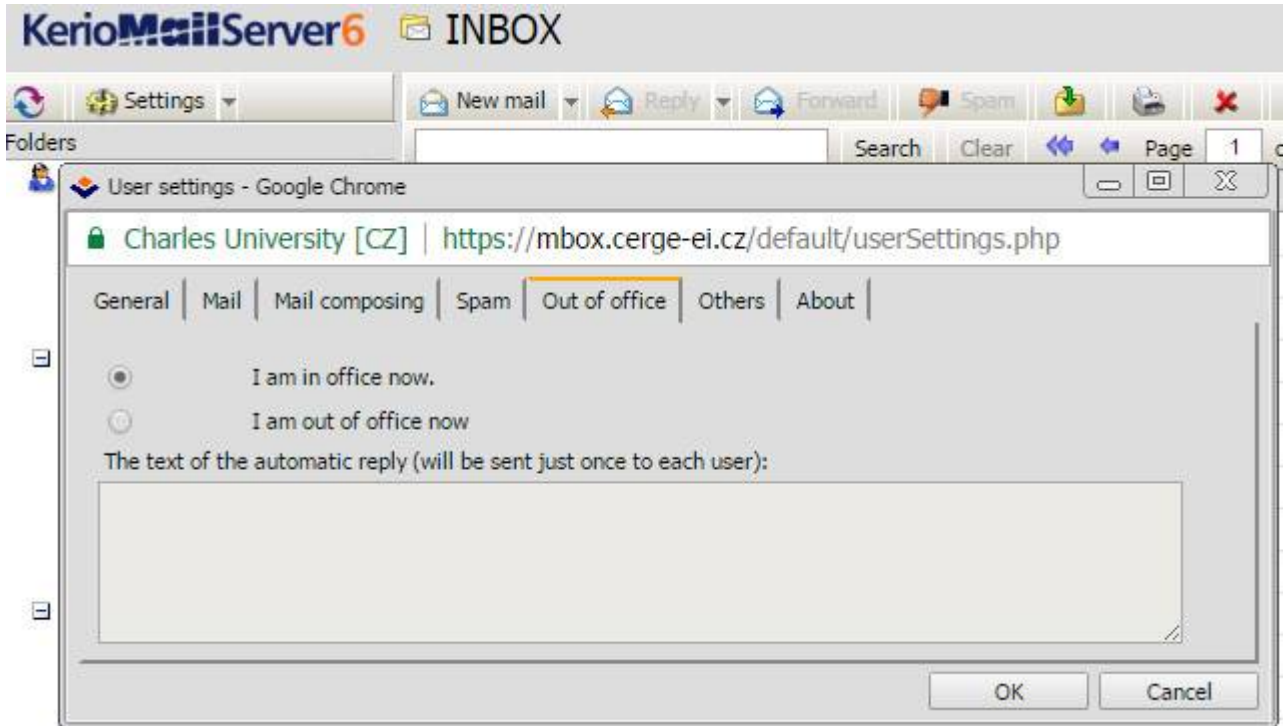 KerioMailServer6 INBOX
Settings New mail Reply Forward Spam
Folders Search Clear Page 1
User settings - Google Chrome
Charles University [CZ] | https://mbox.cerge-ei.cz/default/userSettings.php
General Mail Mail composing Spam Out of office Others About
I am in office now.
I am out of office now
The text of the automatic reply (will be sent just once to each user):
OK Cancel